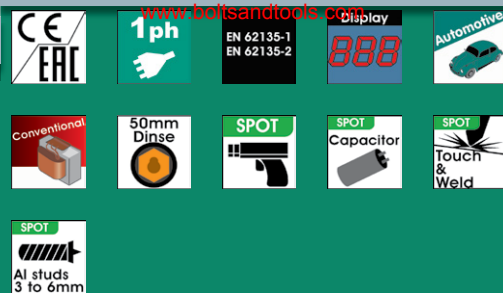 www.boltsandtools.com
CE
EAC
1ph
EN 62135-1
EN 62135-2
Display
888
Automotive
Conventional
50mm
Dinse
SPOT
SPOT
Capacitor
SPOT
Touch
&
Weld
SPOT
Al studs
3 to 6mm